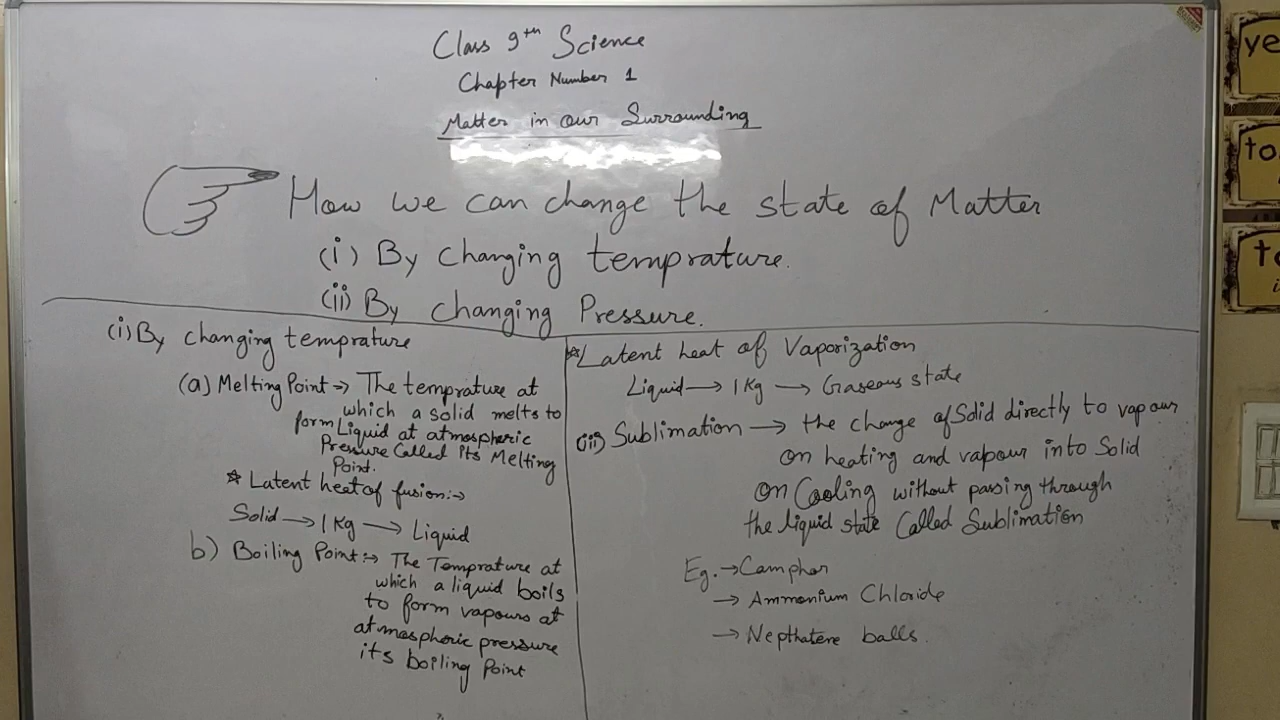 Class 9th Science
Chapter Number 1
Matter in our Surrounding
How we can change the state of Matter
(i) By changing temprature.
(ii) By changing Pressure.
(i) By changing temprature
(a) Melting Point → The temprature at
which a solid melts to
form Liquid at atmospheric
Pressure Called its Melting
Point.
* Latent heat of fusion:→
Solid → 1 Kg → Liquid
b) Boiling Point:→ The Temprature at
which a liquid boils
to form vapours at
atmospheric pressure
its boiling Point
* Latent heat of Vaporization
Liquid → 1 Kg → Gaseous state
(iii) Sublimation → the change of Solid directly to vapour
on heating and vapour into Solid
on Cooling without passing through
the liquid state Called Sublimation
Eg. → Camphor
→ Ammonium Chloride
→ Nepthatene balls.
ye
to
to